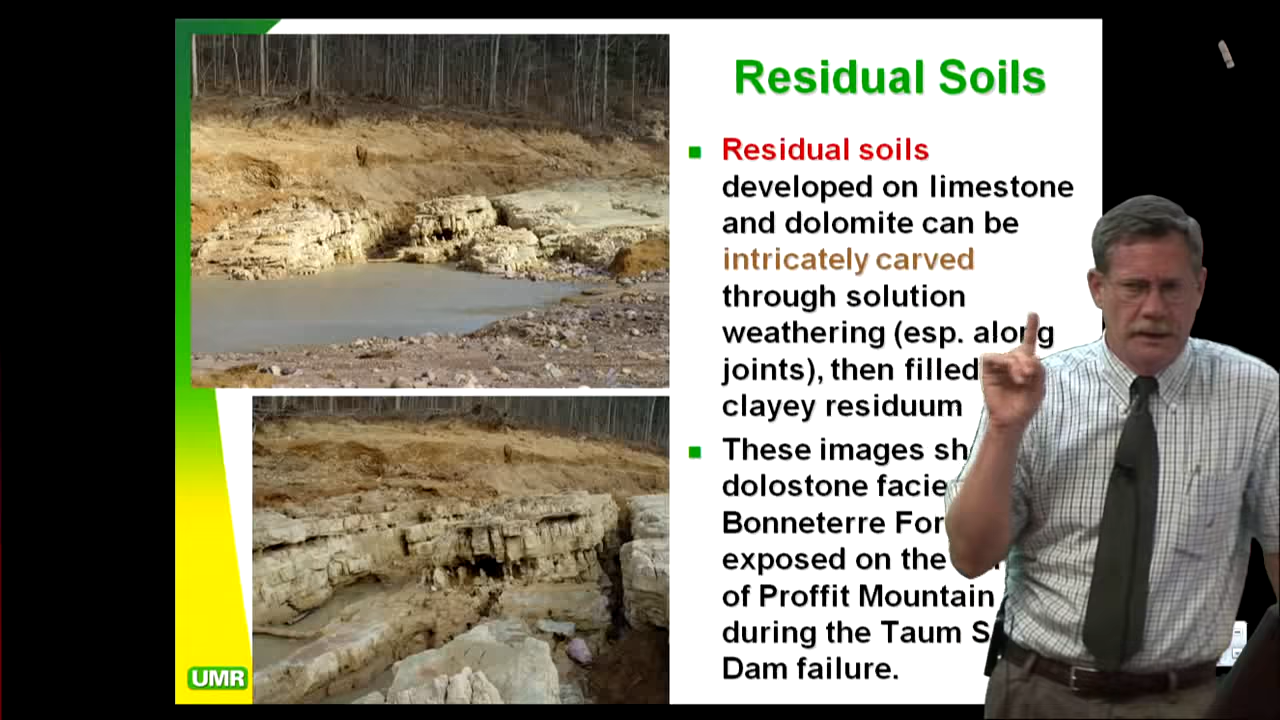 Residual Soils
Residual soils
developed on limestone
and dolomite can be
intricately carved
through solution
weathering (esp. along
joints), then filled
clayey residuum
These images
dolostone
Bonneterre
exposed on the
of Proffit Mountain
during the Taum
Dam failure.
UMR